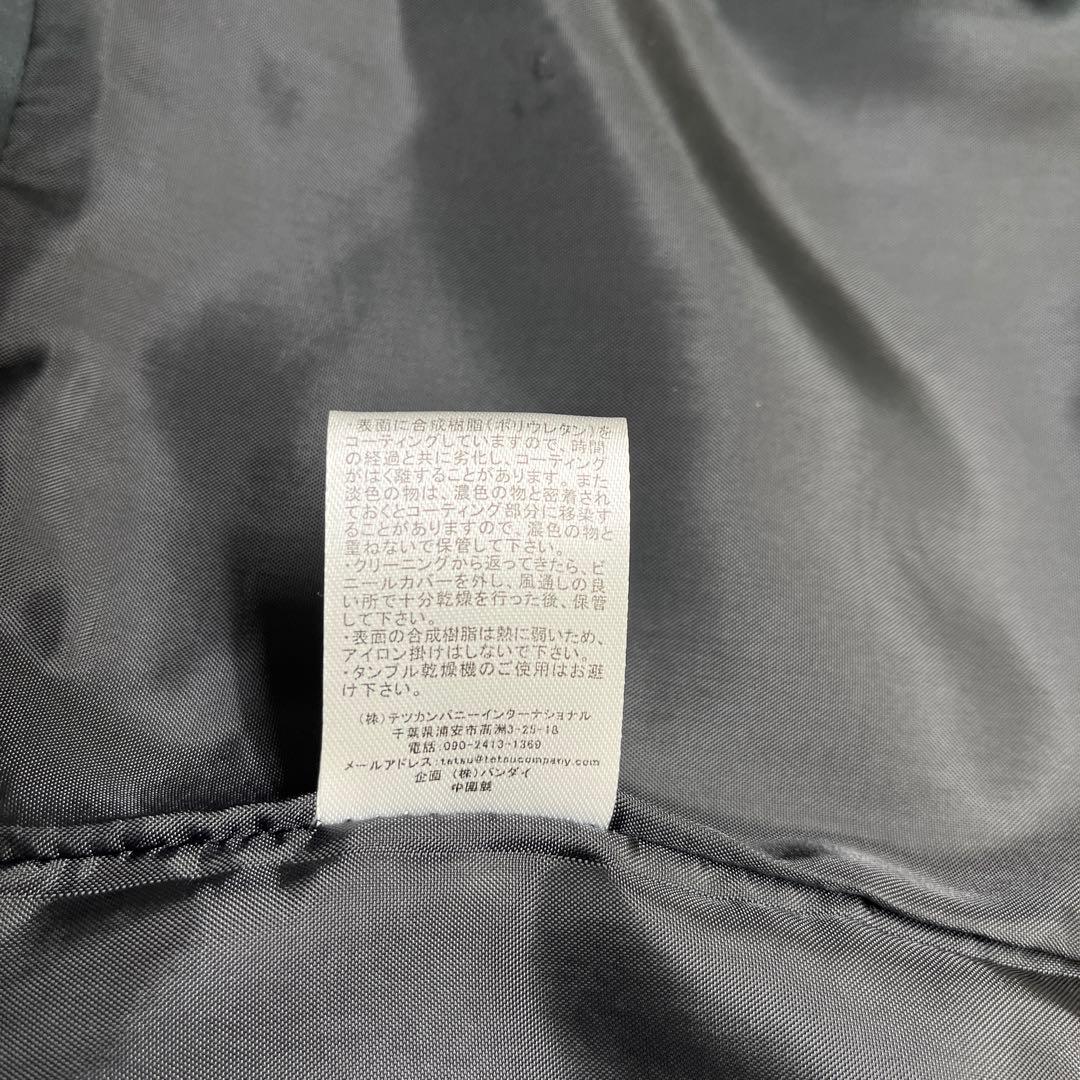 ・表面に合成樹脂(ポリウレタン)を
コーティングしていますので、時間
の経過と共に劣化し、コーティング
がはく離することがあります。また
淡色の物は、濃色の物と密着され
ておくとコーティング部分に移染す
ることがありますので、濃色の物と
重ねないで保管して下さい。
・クリーニングから返ってきたら、ビ
ニールカバーを外し、風通しの良
い所で十分乾燥を行った後、保管
して下さい。
・表面の合成樹脂は熱に弱いため、
アイロン掛けはしないで下さい。
・タンブル乾燥機のご使用はお避
け下さい。
(株)テツカンパニーインターナショナル
千葉県浦安市高洲3-25-18
電話:090-2413-1369
メールアドレス:tetsu@tetsucompany.com
企画 (株)バンダイ
中国製